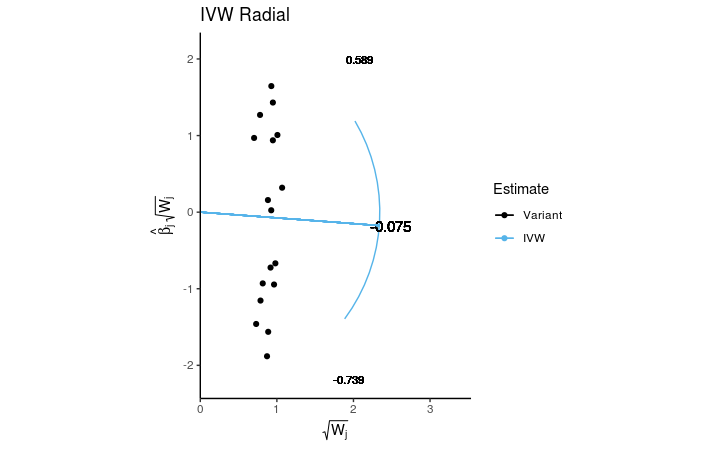 IVW Radial
0.589
2
1
0
-1
-2
β̂ⱼ√Wⱼ
-0.075
-0.739
0
1
2
3
√Wⱼ
Estimate
Variant
IVW